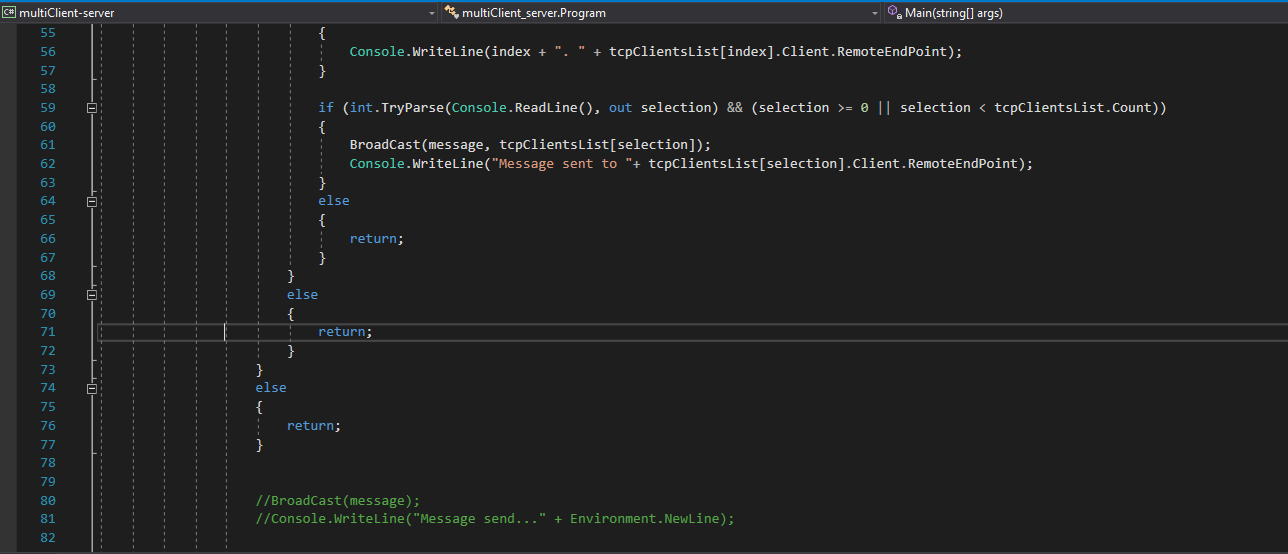 C# multiClient-server multiClient_server.Program Main(string[] args)
55 {
56 Console.WriteLine(index + ". " + tcpClientsList[index].Client.RemoteEndPoint);
57 }
58
59 if (int.TryParse(Console.ReadLine(), out selection) && (selection >= 0 || selection < tcpClientsList.Count))
60 {
61 BroadCast(message, tcpClientsList[selection]);
62 Console.WriteLine("Message sent to "+ tcpClientsList[selection].Client.RemoteEndPoint);
63 }
64 else
65 {
66 return;
67 }
68 }
69 else
70 {
71 return;
72 }
73 }
74 else
75 {
76 return;
77 }
78
79
80 //BroadCast(message);
81 //Console.WriteLine("Message send..." + Environment.NewLine);
82